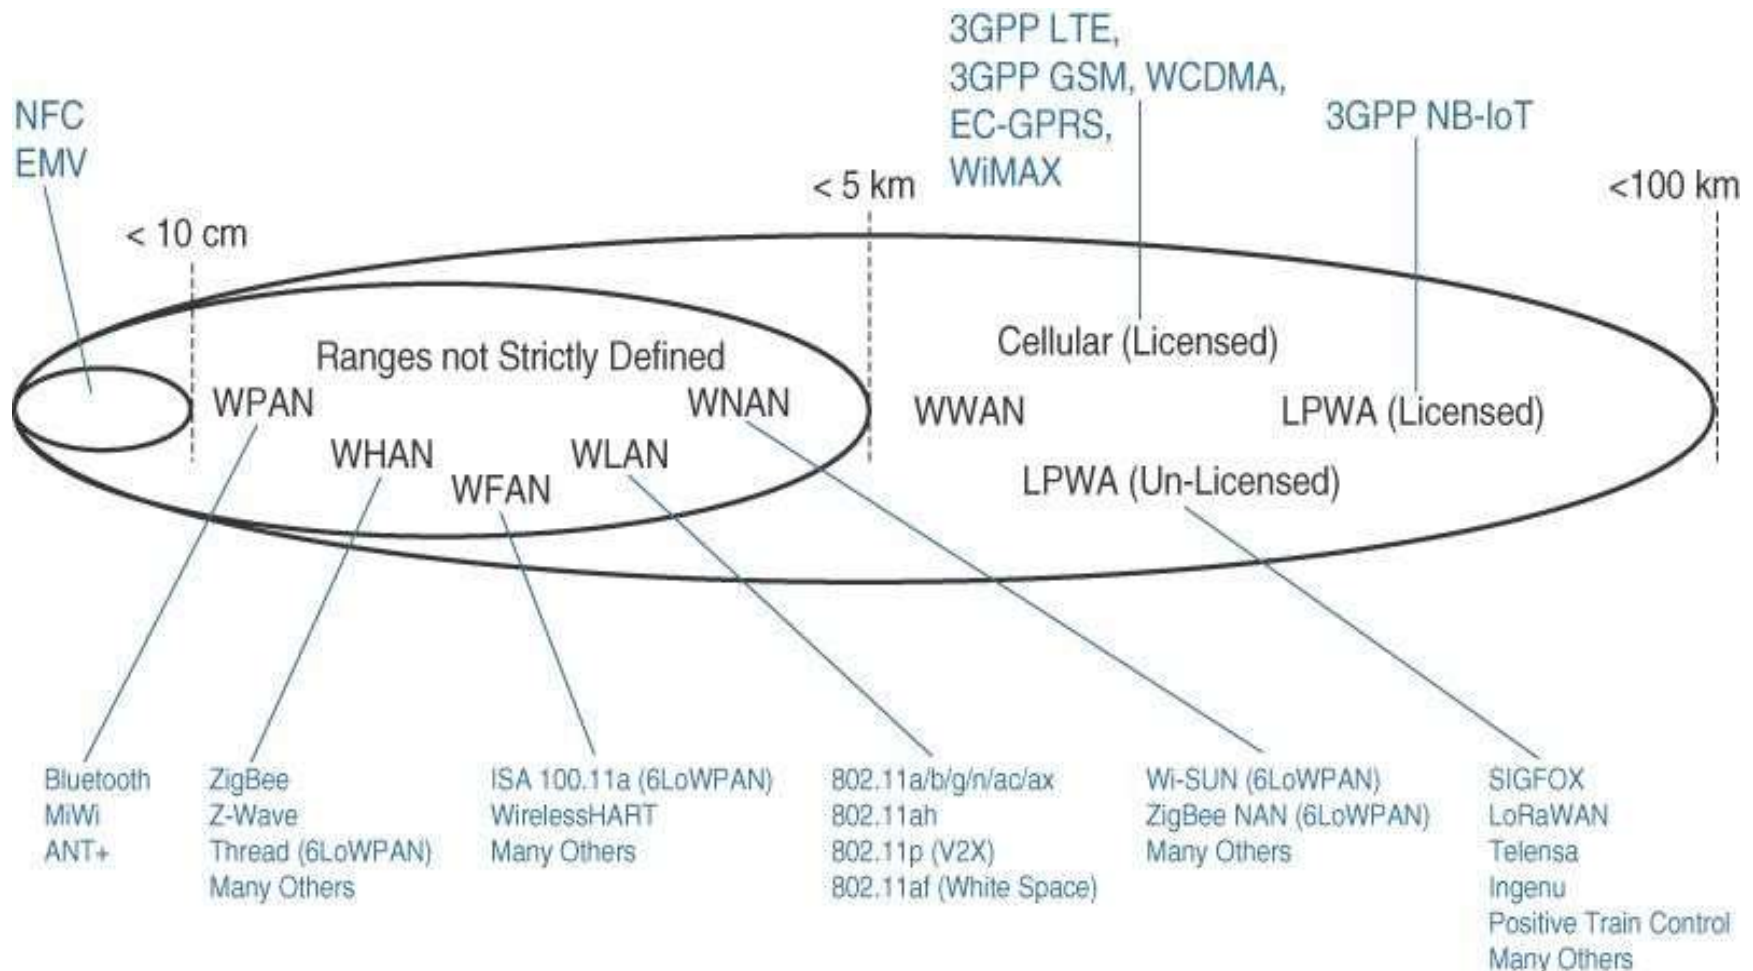 3GPP LTE,
3GPP GSM, WCDMA,
EC-GPRS,
WiMAX
NFC
EMV
3GPP NB-IoT
< 10 cm
< 5 km
<100 km
Ranges not Strictly Defined
Cellular (Licensed)
WPAN
WNAN
WWAN
LPWA (Licensed)
WHAN
WLAN
WFAN
LPWA (Un-Licensed)
Bluetooth
MiWi
ANT+
ZigBee
Z-Wave
Thread (6LoWPAN)
Many Others
ISA 100.11a (6LoWPAN)
WirelessHART
Many Others
802.11a/b/g/n/ac/ax
802.11ah
802.11p (V2X)
802.11af (White Space)
Wi-SUN (6LoWPAN)
ZigBee NAN (6LoWPAN)
Many Others
SIGFOX
LoRaWAN
Telensa
Ingenu
Positive Train Control
Many Others